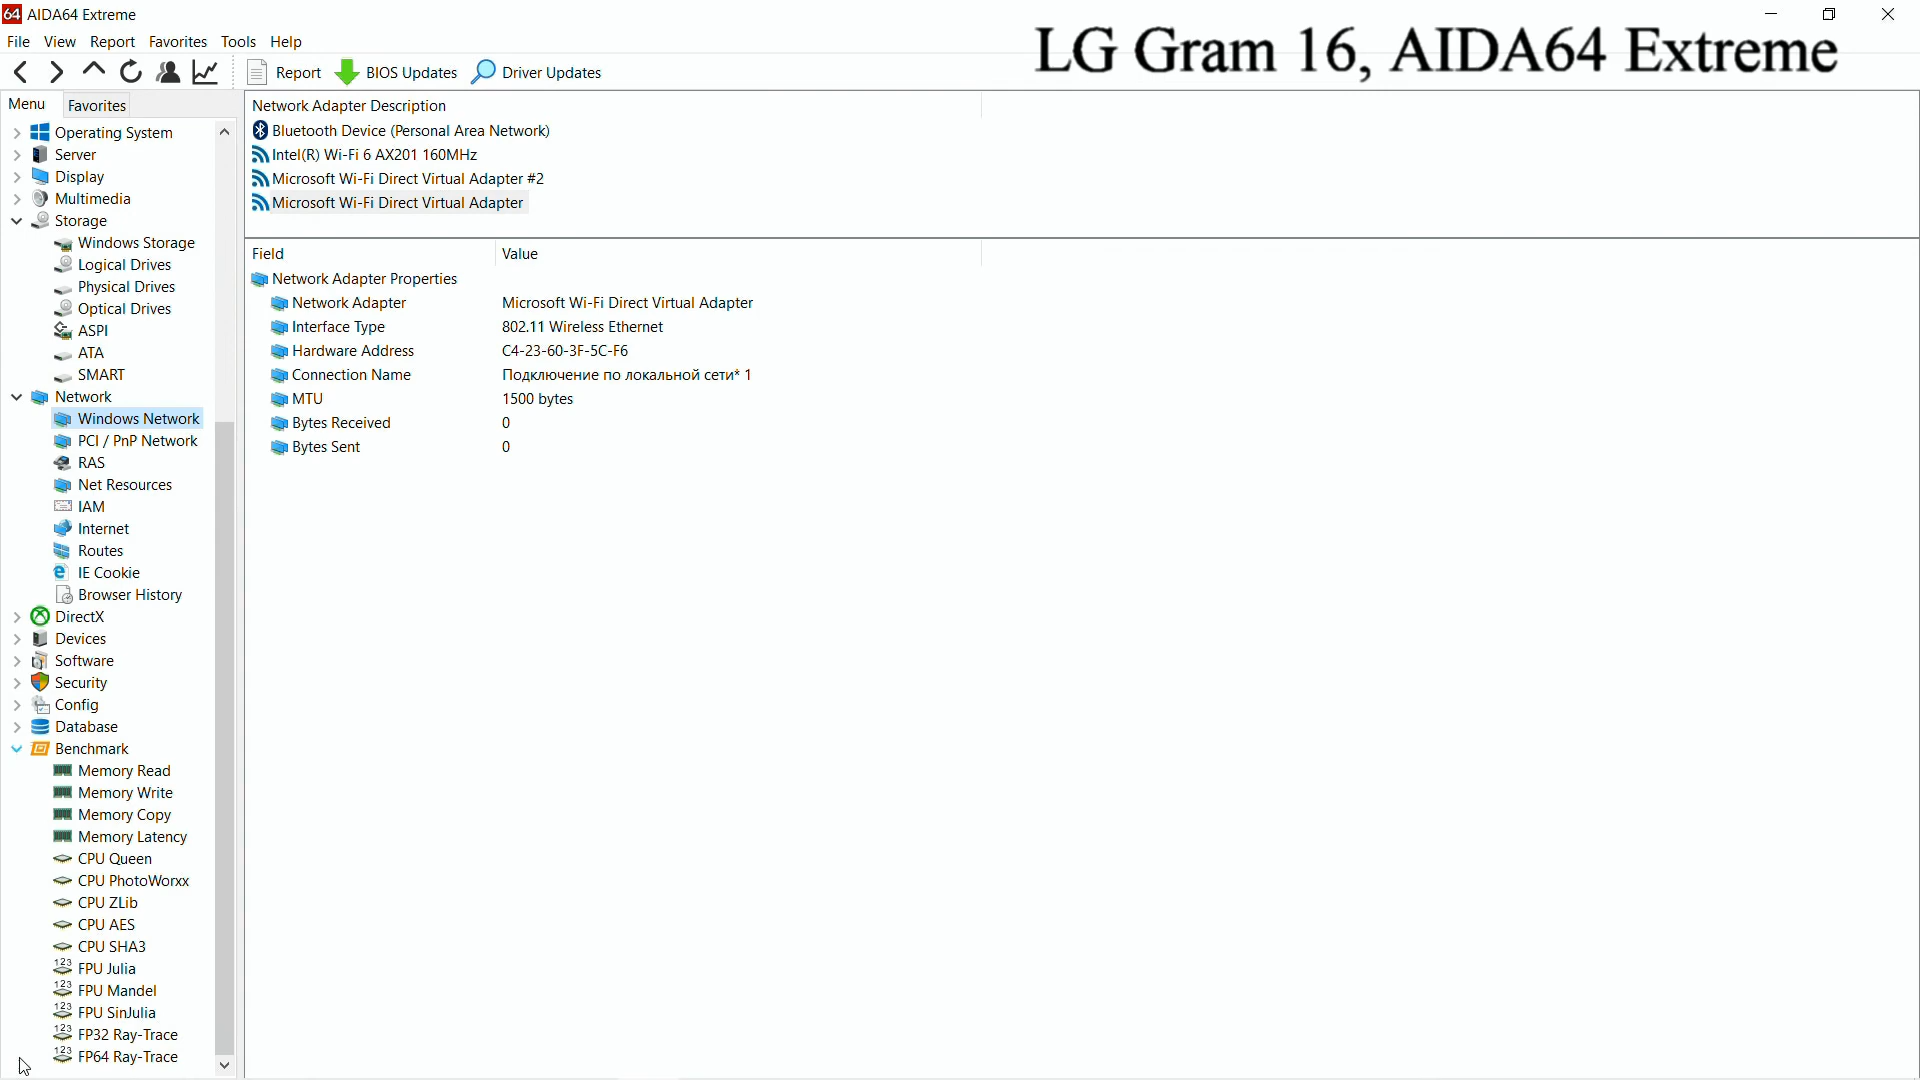 AIDA64 Extreme
File View Report Favorites Tools Help
LG Gram 16, AIDA64 Extreme
Report BIOS Updates Driver Updates
Menu Favorites
Operating System
Server
Display
Multimedia
Storage
Windows Storage
Logical Drives
Physical Drives
Optical Drives
ASPI
ATA
SMART
Network
Windows Network
PCI / PnP Network
RAS
Net Resources
IAM
Internet
Routes
IE Cookie
Browser History
DirectX
Devices
Software
Security
Config
Database
Benchmark
Memory Read
Memory Write
Memory Copy
Memory Latency
CPU Queen
CPU PhotoWorxx
CPU ZLib
CPU AES
CPU SHA3
FPU Julia
FPU Mandel
FPU SinJulia
FP32 Ray-Trace
FP64 Ray-Trace
Network Adapter Description
Bluetooth Device (Personal Area Network)
Intel(R) Wi-Fi 6 AX201 160MHz
Microsoft Wi-Fi Direct Virtual Adapter #2
Microsoft Wi-Fi Direct Virtual Adapter
Field Value
Network Adapter Properties
Network Adapter Microsoft Wi-Fi Direct Virtual Adapter
Interface Type 802.11 Wireless Ethernet
Hardware Address C4-23-60-3F-5C-F6
Connection Name Подключение по локальной сети* 1
MTU 1500 bytes
Bytes Received 0
Bytes Sent 0